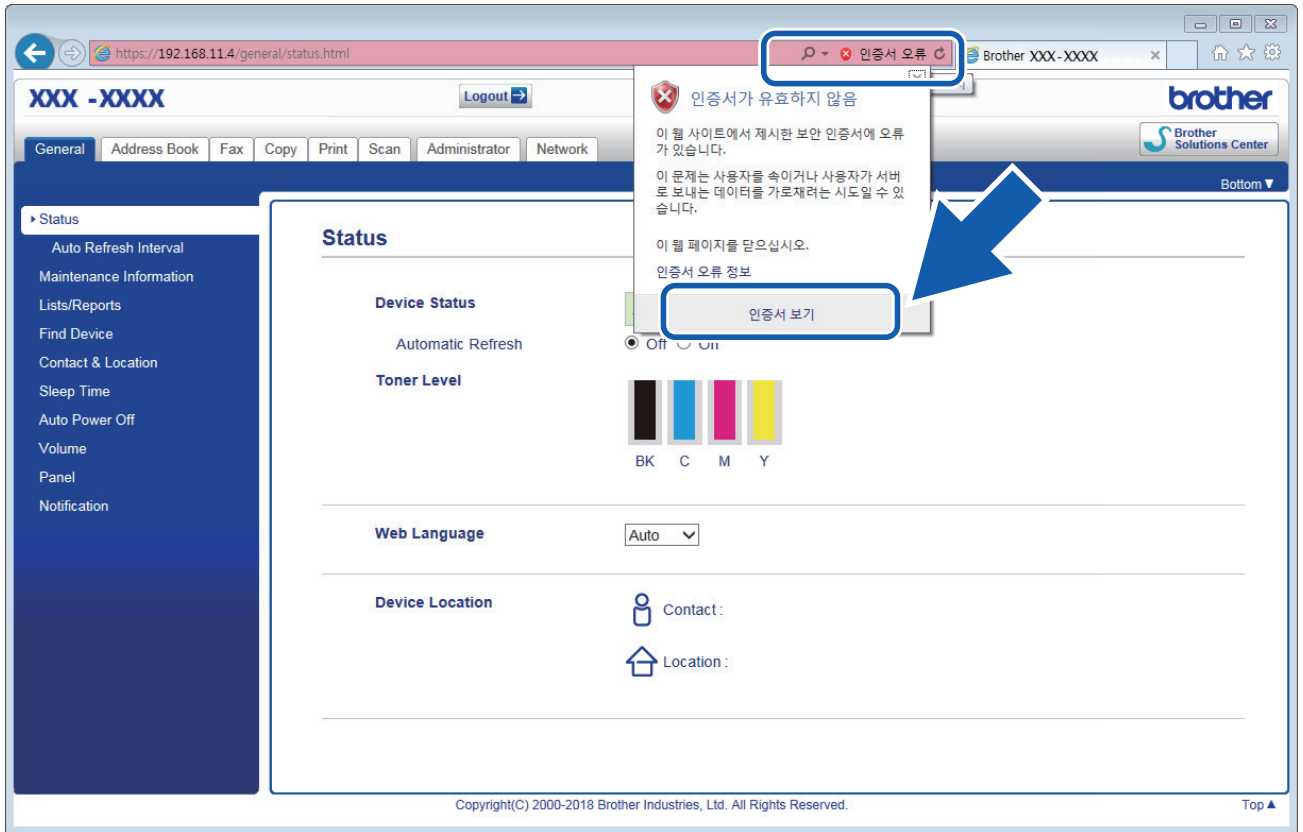 https://192.168.11.4/general/status.html
인증서 오류
Brother XXX-XXXX
XXX -XXXX
Logout
brother
General
Address Book
Fax
Copy
Print
Scan
Administrator
Network
Brother
Solutions Center
Bottom▼
인증서가 유효하지 않음
이 웹 사이트에서 제시한 보안 인증서에 오류
가 있습니다.
이 문제는 사용자를 속이거나 사용자가 서버
로 보내는 데이터를 가로채려는 시도일 수 있
습니다.
이 웹 페이지를 닫으십시오.
인증서 오류 정보
인증서 보기
Status
Auto Refresh Interval
Maintenance Information
Lists/Reports
Find Device
Contact & Location
Sleep Time
Auto Power Off
Volume
Panel
Notification
Status
Device Status
Automatic Refresh
Off
On
Toner Level
BK C M Y
Web Language
Auto
Device Location
Contact :
Location :
Copyright(C) 2000-2018 Brother Industries, Ltd. All Rights Reserved.
Top▲